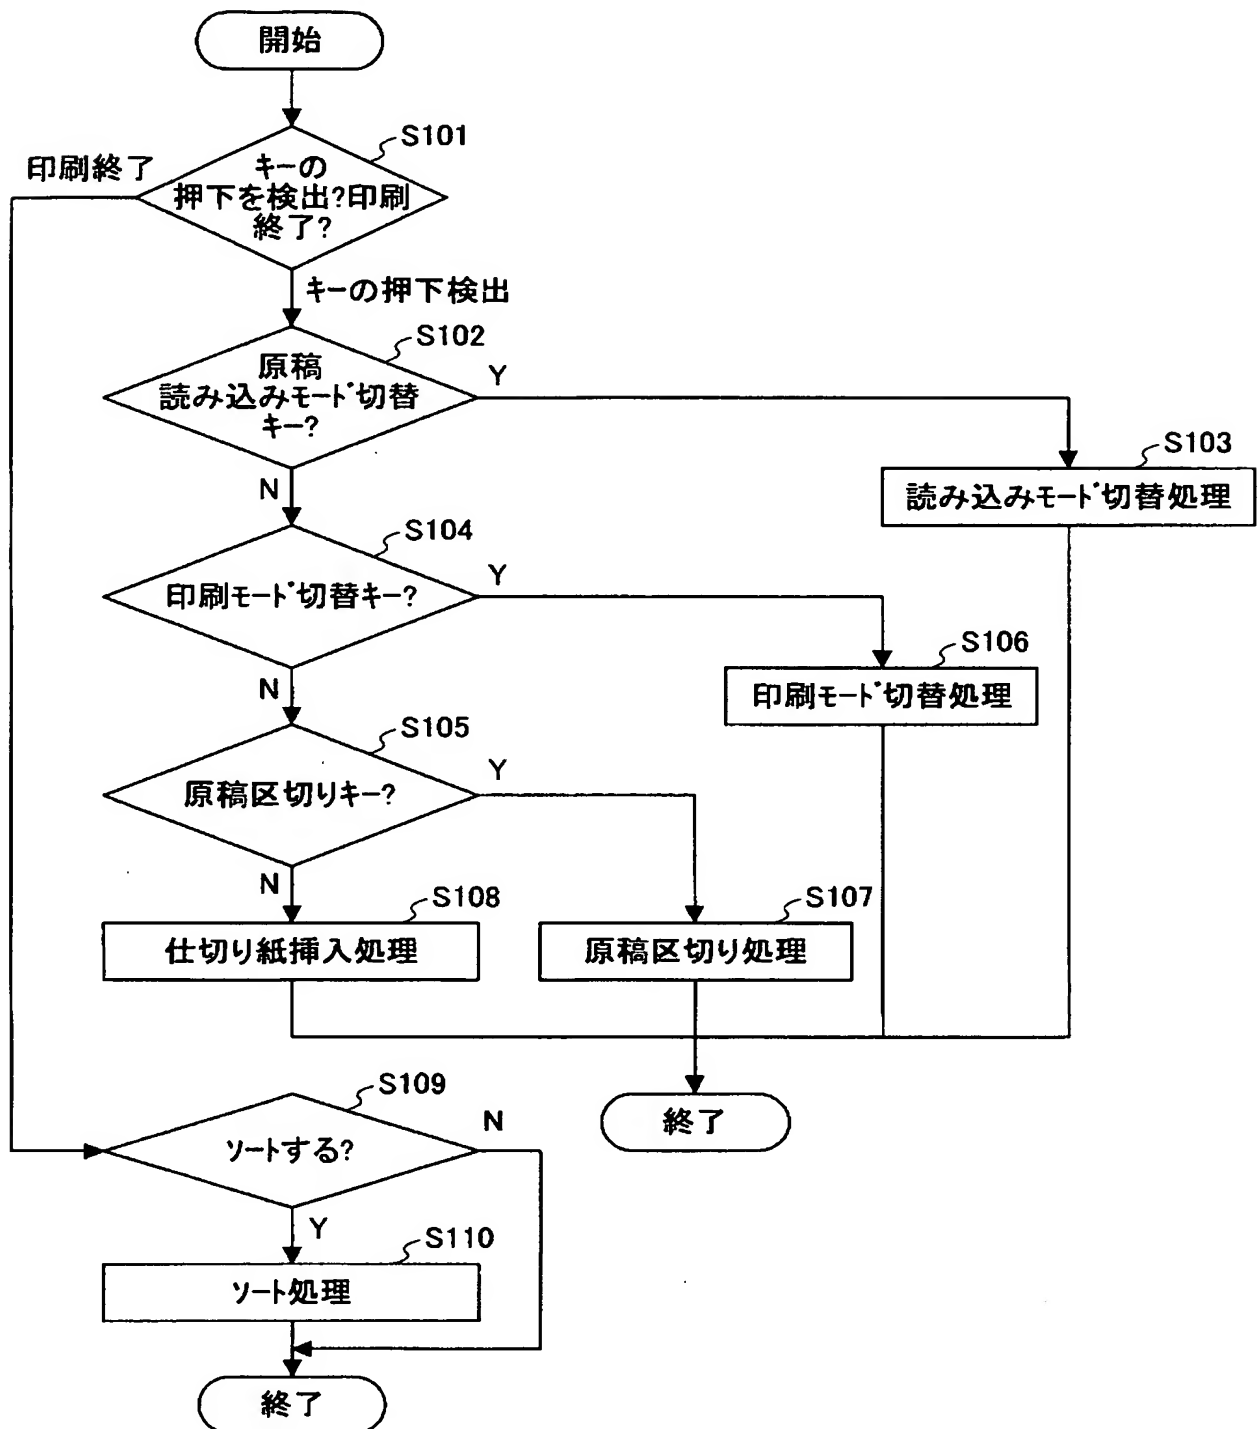 開始
S101
印刷終了
キーの
押下を検出?印刷
終了?
キーの押下検出
S102
原稿
読み込みモード切替
キー?
Y
N
S103
読み込みモード切替処理
S104
印刷モード切替キー?
Y
N
S106
印刷モード切替処理
S105
原稿区切りキー?
Y
N
S108
仕切り紙挿入処理
S107
原稿区切り処理
終了
S109
ソートする?
N
Y
S110
ソート処理
終了